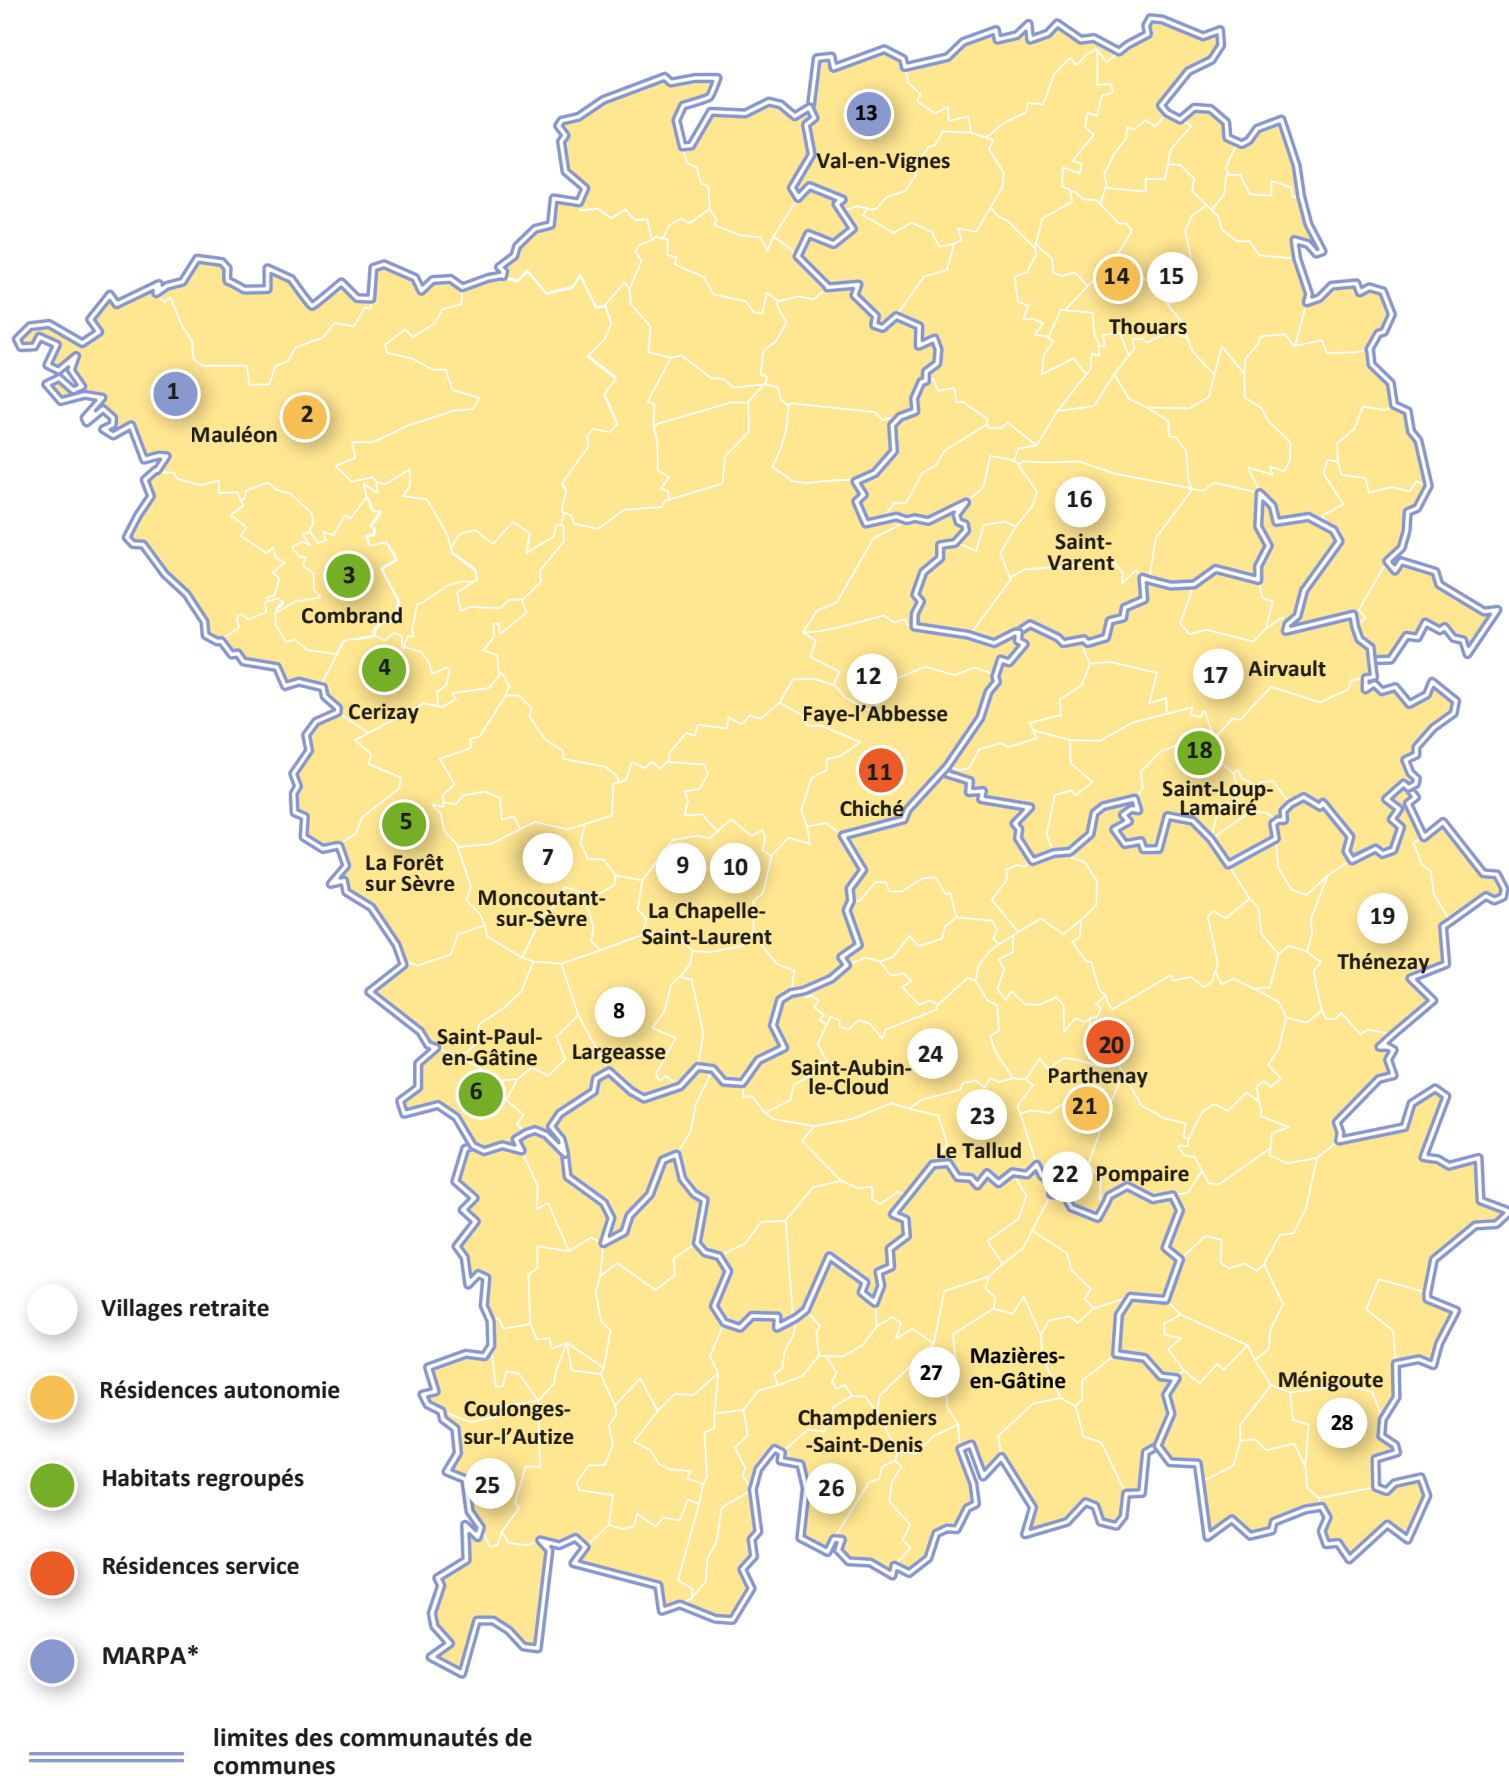 13
Val-en-Vignes
14
15
Thouars
1
2
Mauléon
16
Saint-
Varent
3
Combrand
4
Cerizay
12
Faye-l'Abbesse
17
Airvault
11
Chiché
18
Saint-Loup-
Lamairé
5
La Forêt
sur Sèvre
7
Moncoutant-
sur-Sèvre
9
10
La Chapelle-
Saint-Laurent
19
Thénezay
8
Largeasse
Saint-Paul-
en-Gâtine
6
24
Saint-Aubin-
le-Cloud
20
Parthenay
21
23
Le Tallud
22
Pompaire
27
Mazières-
en-Gâtine
Ménigoute
28
Coulonges-
sur-l'Autize
25
Champdeniers
-Saint-Denis
26
Villages retraite
Résidences autonomie
Habitats regroupés
Résidences service
MARPA*
limites des communautés de
communes